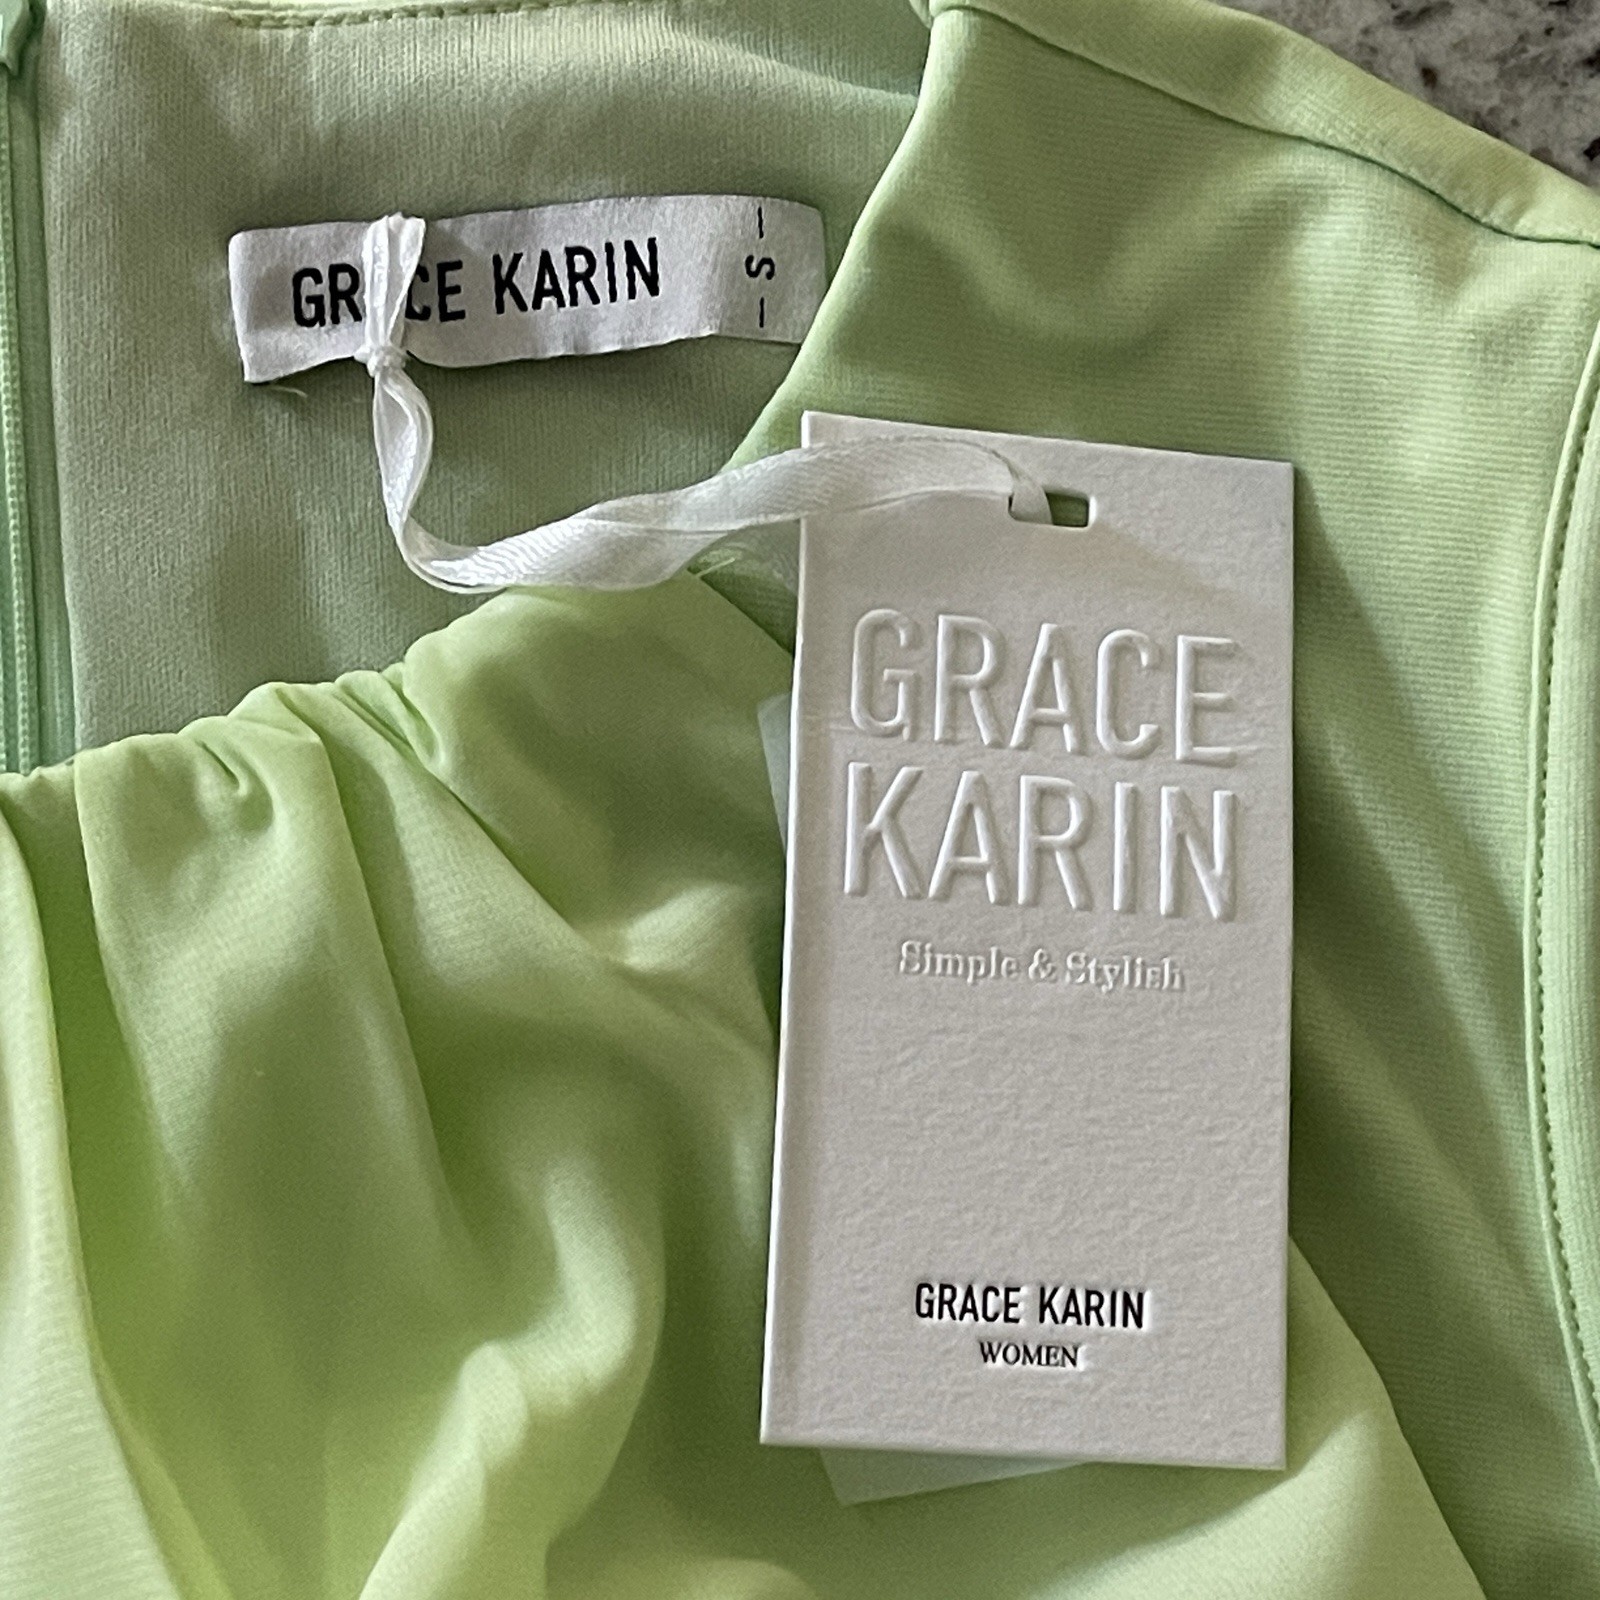 GRACE KARIN
- S -
GRACE
KARIN
Simple & Stylish
GRACE KARIN
WOMEN